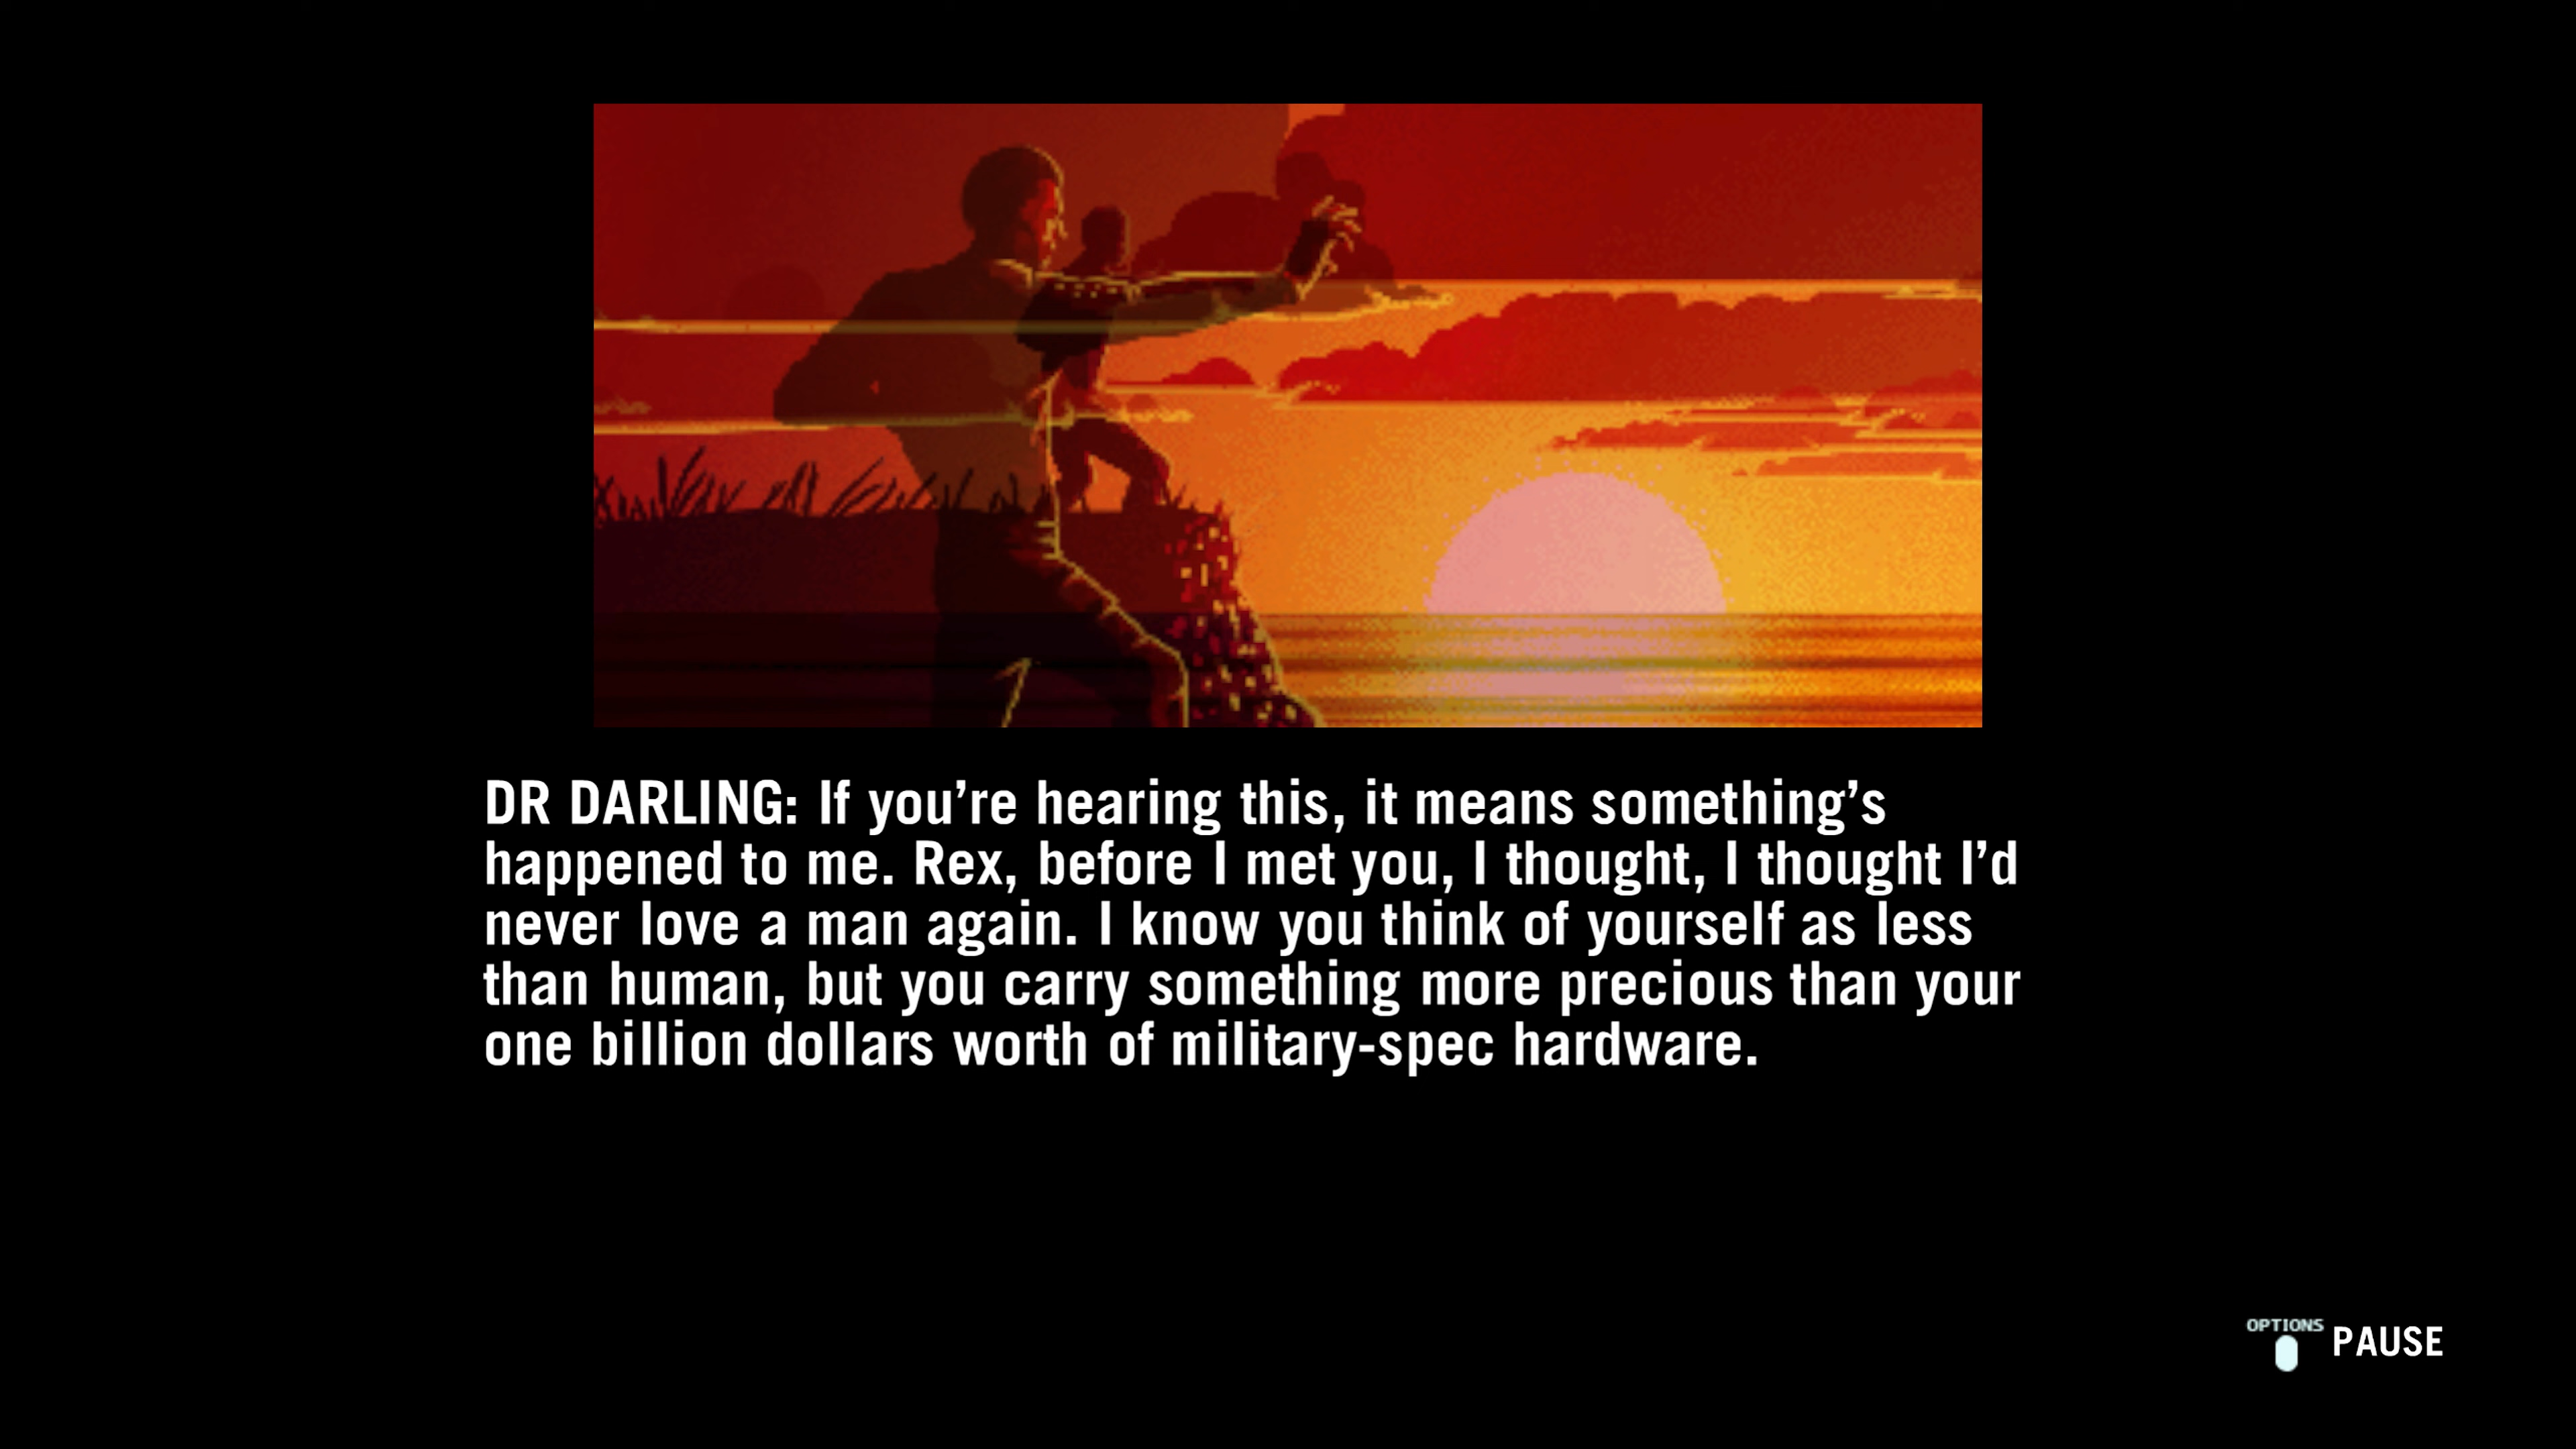 DR DARLING: If you're hearing this, it means something's
happened to me. Rex, before I met you, I thought, I thought I'd
never love a man again. I know you think of yourself as less
than human, but you carry something more precious than your
one billion dollars worth of military-spec hardware.
OPTIONS
PAUSE